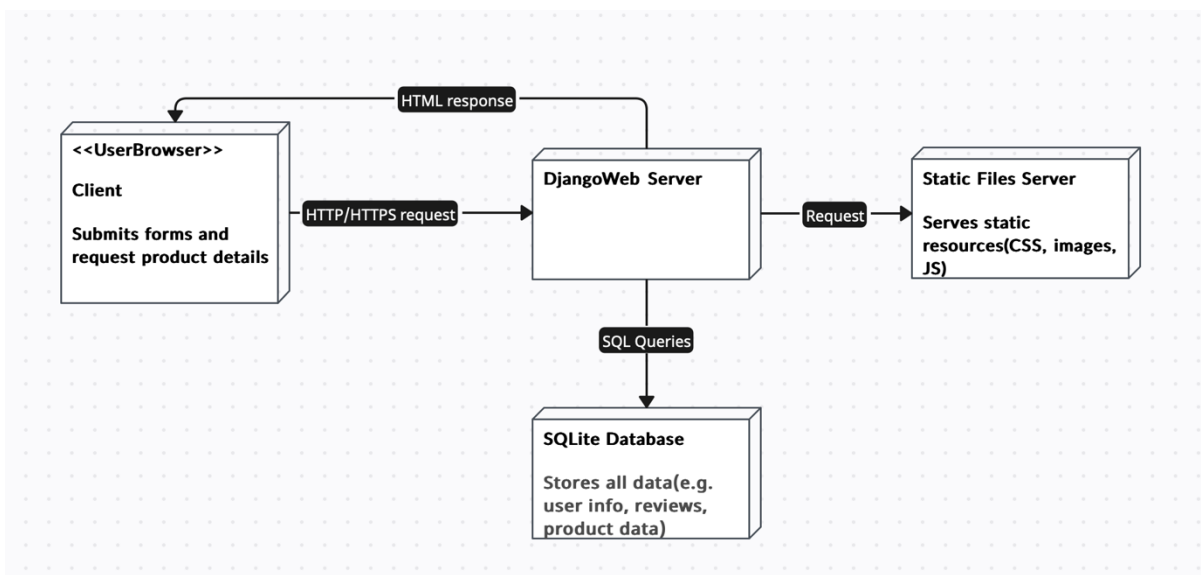 HTML response
<<UserBrowser>>
Client
Submits forms and
request product details
HTTP/HTTPS request
DjangoWeb Server
Request
Static Files Server
Serves static
resources(CSS, images,
JS)
SQL Queries
SQLite Database
Stores all data(e.g.
user info, reviews,
product data)